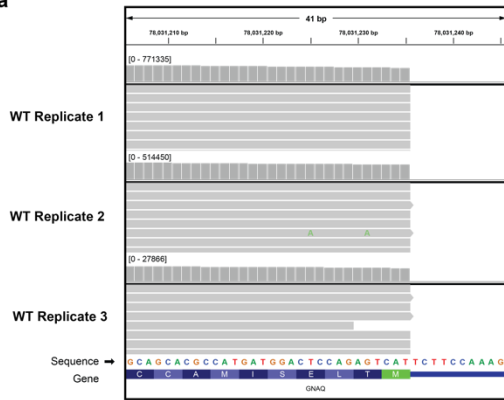 a
41 bp
78,031,210 bp 78,031,220 bp 78,031,230 bp 78,031,240 bp
[0 - 771335]
WT Replicate 1
[0 - 514450]
WT Replicate 2
A A
[0 - 27866]
WT Replicate 3
Sequence → G C A G C A C G C C A T G A T G G A C T C C A G A G T C A T T C T T C C A A A G
Gene C C A M I S E L T M
GNAQ